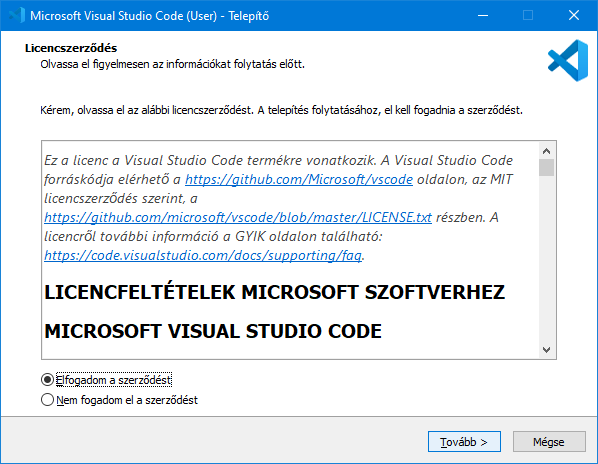 Microsoft Visual Studio Code (User) - Telepítő
Licencszerződés
Olvassa el figyelmesen az információkat folytatás előtt.
Kérem, olvassa el az alábbi licencszerződést. A telepítés folytatásához, el kell fogadnia a szerződést.
Ez a licenc a Visual Studio Code termékre vonatkozik. A Visual Studio Code
forráskódja elérhető a https://github.com/Microsoft/vscode oldalon, az MIT
licencszerződés szerint, a
https://github.com/microsoft/vscode/blob/master/LICENSE.txt részben. A
licencről további információ a GYIK oldalon található:
https://code.visualstudio.com/docs/supporting/faq.
LICENCFELTÉTELEK MICROSOFT SZOFTVERHEZ
MICROSOFT VISUAL STUDIO CODE
Elfogadom a szerződést
Nem fogadom el a szerződést
Tovább >
Mégse